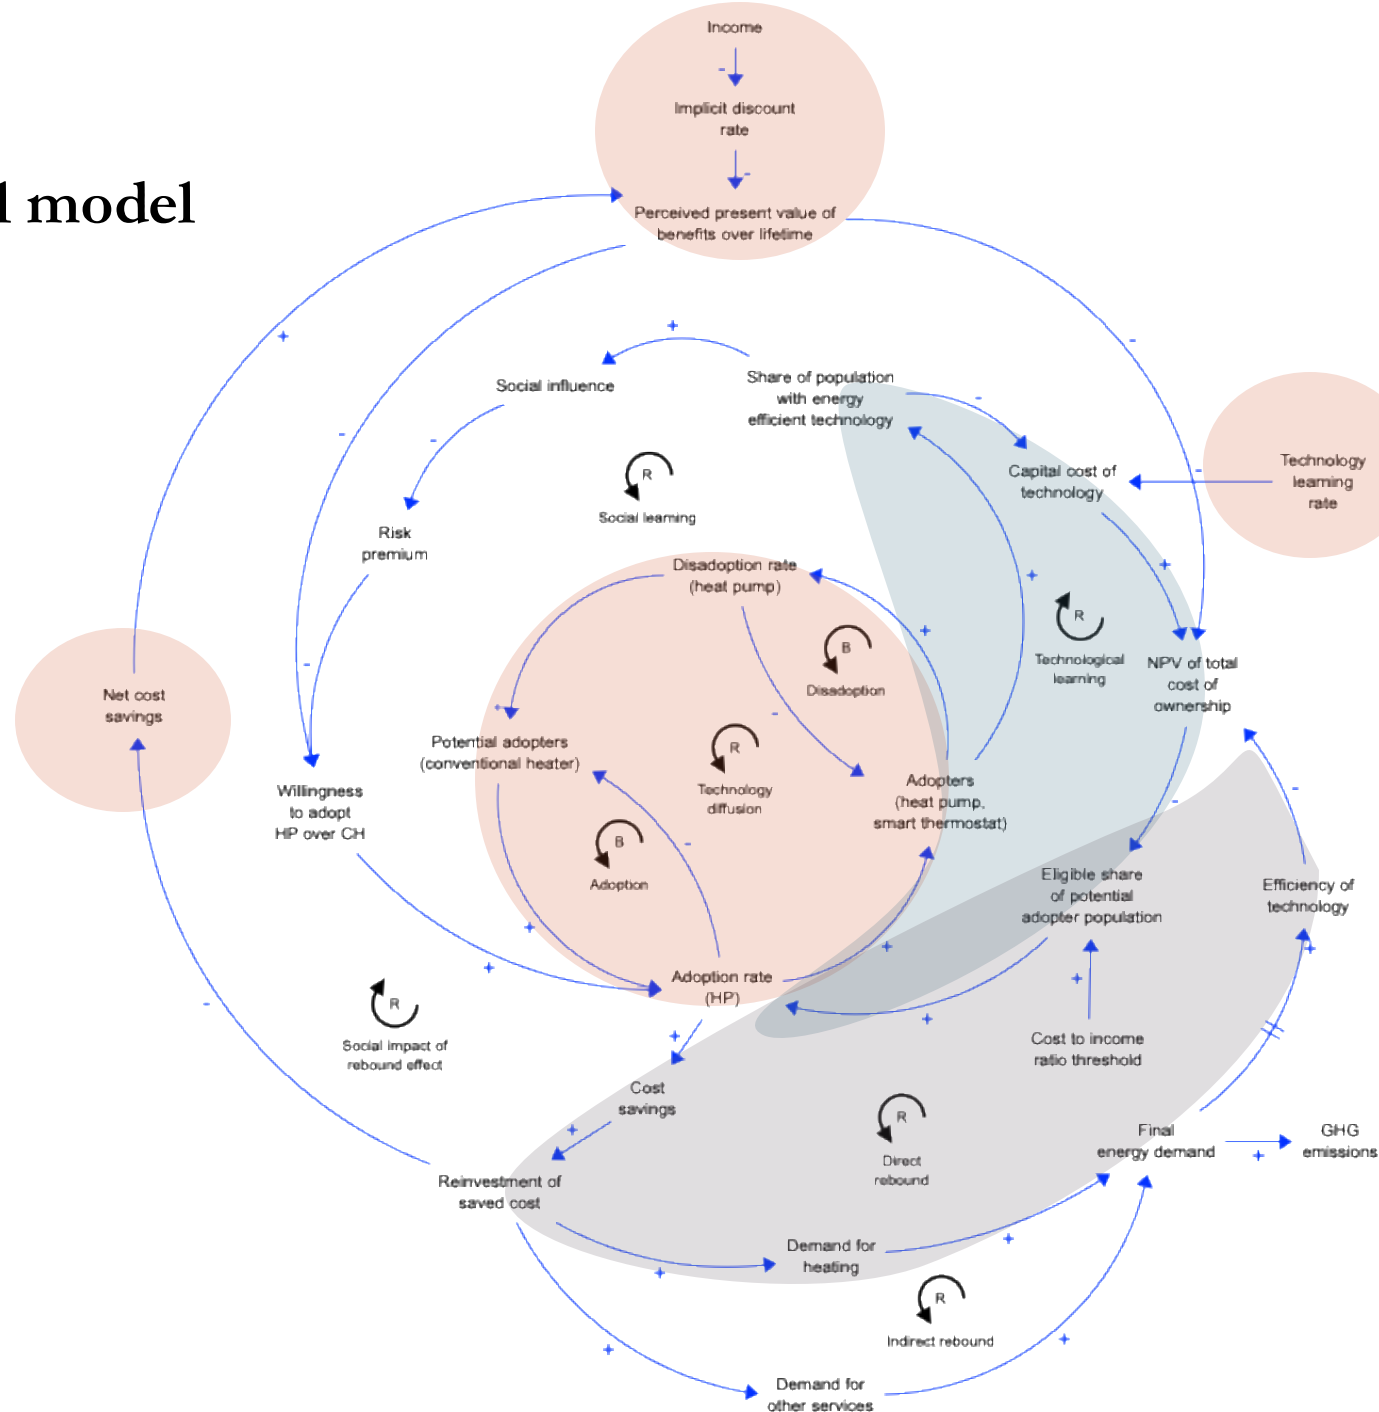 Income
-
Implicit discount
rate
-
Perceived present value of
benefits over lifetime
l model
+
-
-
+
Social influence
-
Share of population
with energy
efficient technology
-
Capital cost of
technology
-
Technology
learning
rate
R
Social learning
Risk
premium
-
Disadoption rate
(heat pump)
+
+
+
R
Technological
learning
B
Disadoption
NPV of total
cost of
ownership
Net cost
savings
+
-
Potential adopters
(conventional heater)
R
Technology
diffusion
Adopters
(heat pump,
smart thermostat)
-
-
Willingness
to adopt
HP over CH
B
Adoption
-
Eligible share
of potential
adopter population
Efficiency of
technology
+
+
+
+
+
Adoption rate
(HP)
+
+
-
R
Social impact of
rebound effect
+
Cost to income
ratio threshold
Cost
savings
+
R
Direct
rebound
Final
energy demand
+
GHG
emissions
Reinvestment of
saved cost
+
Demand for
heating
+
R
Indirect rebound
+
+
Demand for
other services